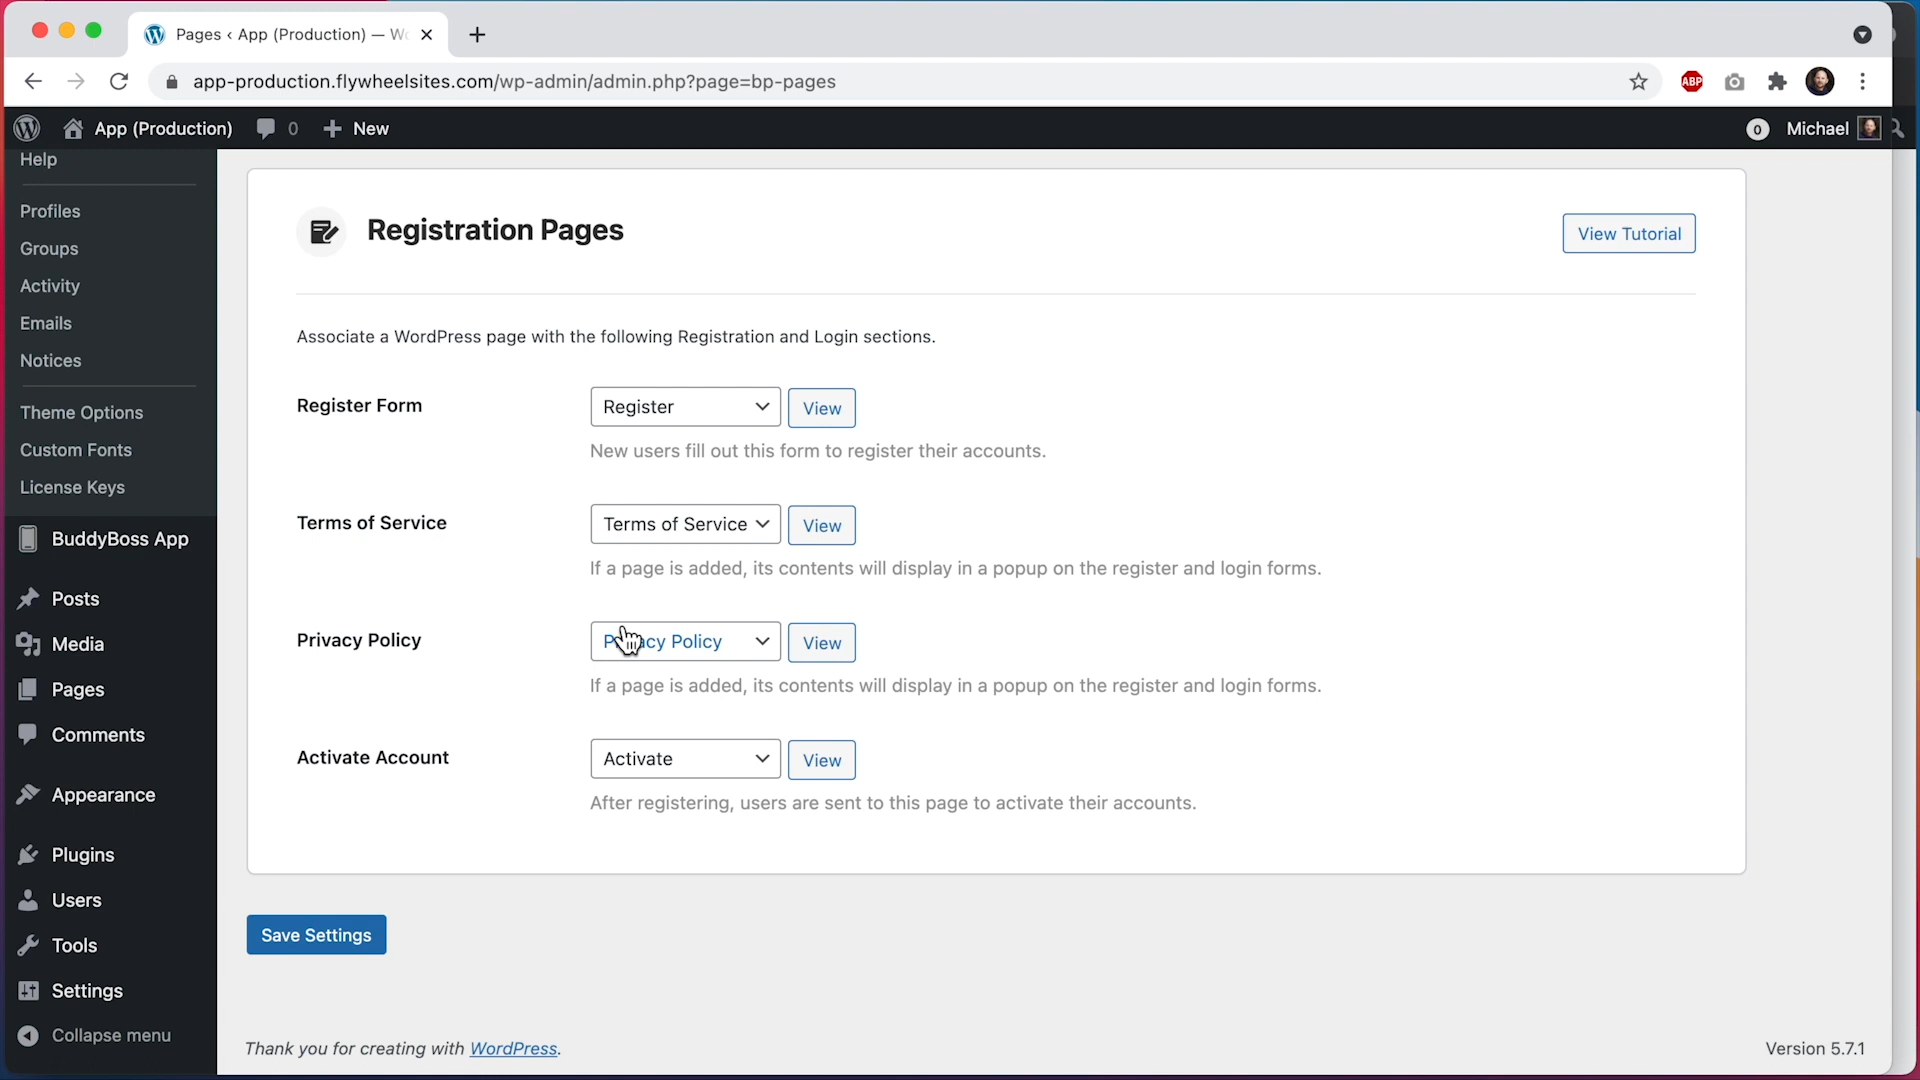 Pages ‹ App (Production) — W
app-production.flywheelsites.com/wp-admin/admin.php?page=bp-pages
ABP
App (Production)
0
New
0
Michael
Help
Profiles
Groups
Activity
Emails
Notices
Theme Options
Custom Fonts
License Keys
BuddyBoss App
Posts
Media
Pages
Comments
Appearance
Plugins
Users
Tools
Settings
Collapse menu
Registration Pages
View Tutorial
Associate a WordPress page with the following Registration and Login sections.
Register Form
Register
View
New users fill out this form to register their accounts.
Terms of Service
Terms of Service
View
If a page is added, its contents will display in a popup on the register and login forms.
Privacy Policy
Privacy Policy
View
If a page is added, its contents will display in a popup on the register and login forms.
Activate Account
Activate
View
After registering, users are sent to this page to activate their accounts.
Save Settings
Thank you for creating with WordPress.
Version 5.7.1